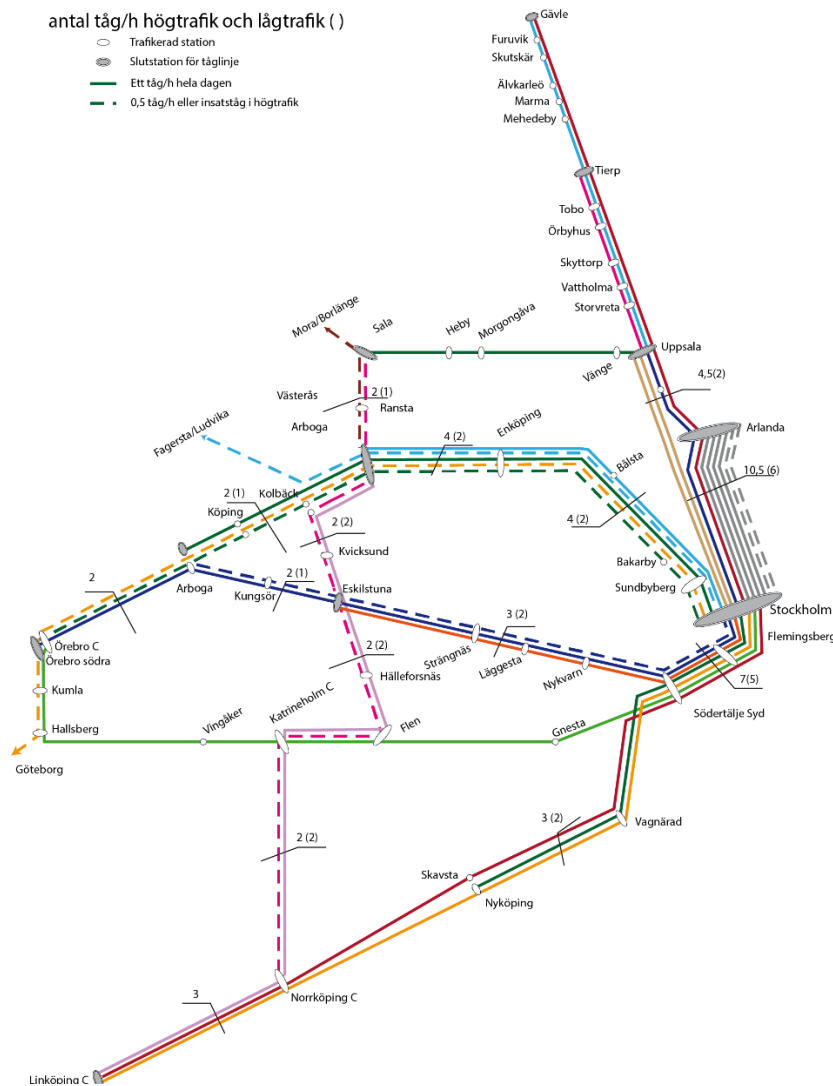 antal tåg/h högtrafik och lågtrafik ( )
Trafikerad station
Slutstation för tåglinje
Ett tåg/h hela dagen
0,5 tåg/h eller insatståg i högtrafik
Gävle
Furuvik
Skutskär
Älvkarleö
Marma
Mehedeby
Tierp
Tobo
Örbyhus
Skyttorp
Vattholma
Storvreta
Mora/Borlänge
Sala
Heby
Morgongåva
Vänge
Uppsala
4,5(2)
Västerås
2 (1)
Ransta
Arboga
Fagersta/Ludvika
Enköping
4 (2)
Bålsta
Arlanda
10,5 (6)
2 (1)
Kolbäck
Köping
2 (2)
4 (2)
Kvicksund
Bakarby
Sundbyberg
2
Arboga
Kungsör
2 (1)
Eskilstuna
Stockholm
3 (2)
Strängnäs
Läggesta
Nykvarn
Flemingsberg
7(5)
Örebro C
Örebro södra
2 (2)
Hälleforsnäs
Södertälje Syd
Kumla
Katrineholm C
Hallsberg
Vingåker
Flen
Gnesta
Göteborg
3 (2)
Vagnärad
2 (2)
Skavsta
Nyköping
Norrköping C
3
Linköping C